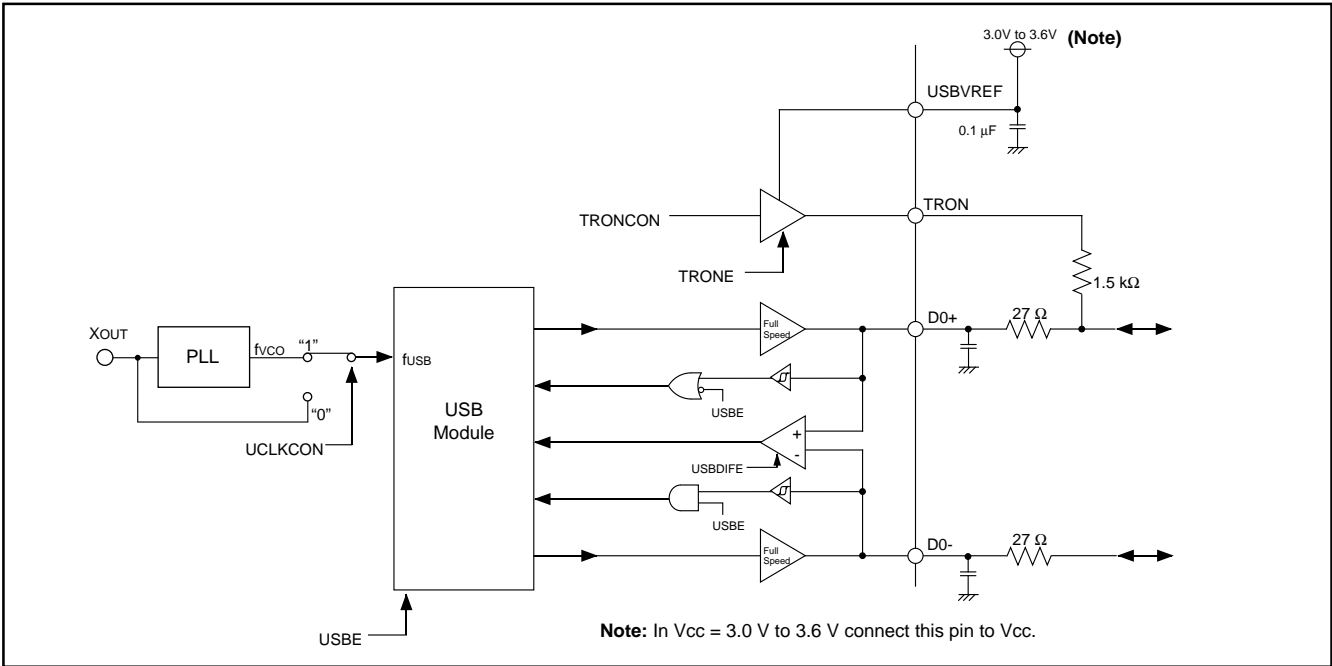 3.0V to 3.6V (Note)
USBVREF
0.1 µF
TRONCON
TRON
TRONE
1.5 kΩ
XOUT
PLL
fVCO
"1"
"0"
UCLKCON
fUSB
USB
Module
Full
Speed
D0+
27 Ω
USBE
+
-
USBDIFE
USBE
Full
Speed
D0-
27 Ω
USBE
Note: In Vcc = 3.0 V to 3.6 V connect this pin to Vcc.